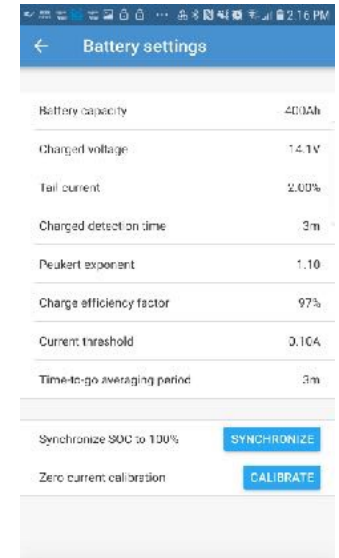 2:16 PM
Battery settings
Battery capacity 400Ah
Charged voltage 14.1V
Tail current 2.00%
Charged detection time 3m
Peukert exponent 1.10
Charge efficiency factor 97%
Current threshold 0.10A
Time-to-go averaging period 3m
Synchronize SOC to 100% SYNCHRONIZE
Zero current calibration CALIBRATE